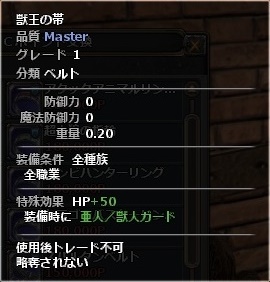 獣王の帯
品質 Master
グレード 1
分類 ベルト
防御力 0
魔法防御力 0
重量 0.20
装備条件 全種族
全職業
特殊効果 HP+50
装備時に「亜人／獣人ガード」
使用後トレード不可
略奪されない